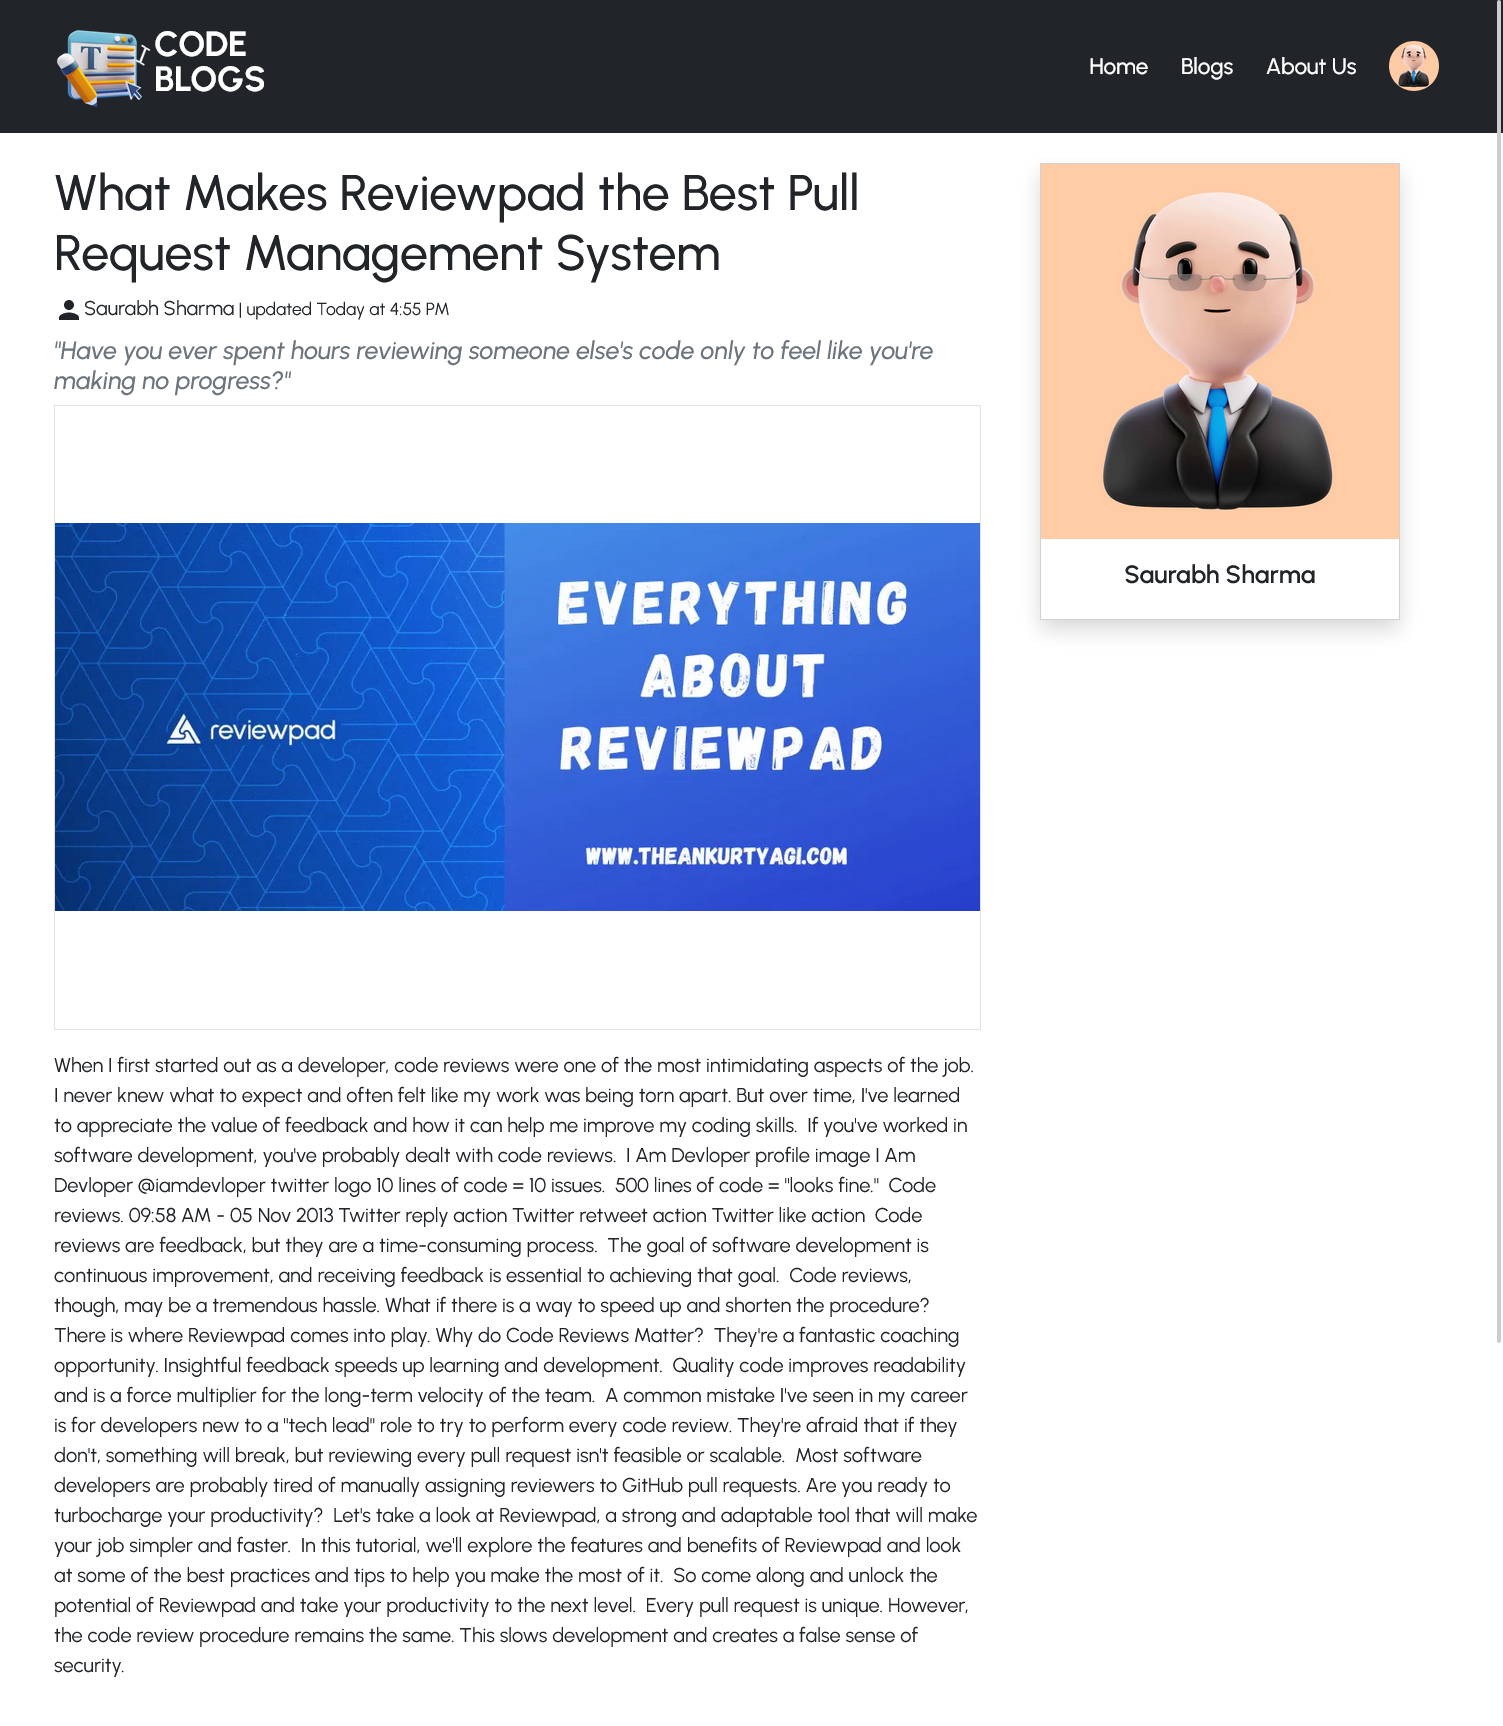 CODE
BLOGS
Home
Blogs
About Us
What Makes Reviewpad the Best Pull
Request Management System
Saurabh Sharma | updated Today at 4:55 PM
"Have you ever spent hours reviewing someone else's code only to feel like you're
making no progress?"
reviewpad
EVERYTHING
ABOUT
REVIEWPAD
WWW.THEANKURTYAGI.COM
Saurabh Sharma
When I first started out as a developer, code reviews were one of the most intimidating aspects of the job.
I never knew what to expect and often felt like my work was being torn apart. But over time, I've learned
to appreciate the value of feedback and how it can help me improve my coding skills.  If you've worked in
software development, you've probably dealt with code reviews.  I Am Devloper profile image I Am
Devloper @iamdevloper twitter logo 10 lines of code = 10 issues.  500 lines of code = "looks fine."  Code
reviews. 09:58 AM - 05 Nov 2013 Twitter reply action Twitter retweet action Twitter like action  Code
reviews are feedback, but they are a time-consuming process.  The goal of software development is
continuous improvement, and receiving feedback is essential to achieving that goal.  Code reviews,
though, may be a tremendous hassle. What if there is a way to speed up and shorten the procedure?
There is where Reviewpad comes into play. Why do Code Reviews Matter?  They're a fantastic coaching
opportunity. Insightful feedback speeds up learning and development.  Quality code improves readability
and is a force multiplier for the long-term velocity of the team.  A common mistake I've seen in my career
is for developers new to a "tech lead" role to try to perform every code review. They're afraid that if they
don't, something will break, but reviewing every pull request isn't feasible or scalable.  Most software
developers are probably tired of manually assigning reviewers to GitHub pull requests. Are you ready to
turbocharge your productivity?  Let's take a look at Reviewpad, a strong and adaptable tool that will make
your job simpler and faster.  In this tutorial, we'll explore the features and benefits of Reviewpad and look
at some of the best practices and tips to help you make the most of it.  So come along and unlock the
potential of Reviewpad and take your productivity to the next level.  Every pull request is unique. However,
the code review procedure remains the same. This slows development and creates a false sense of
security.